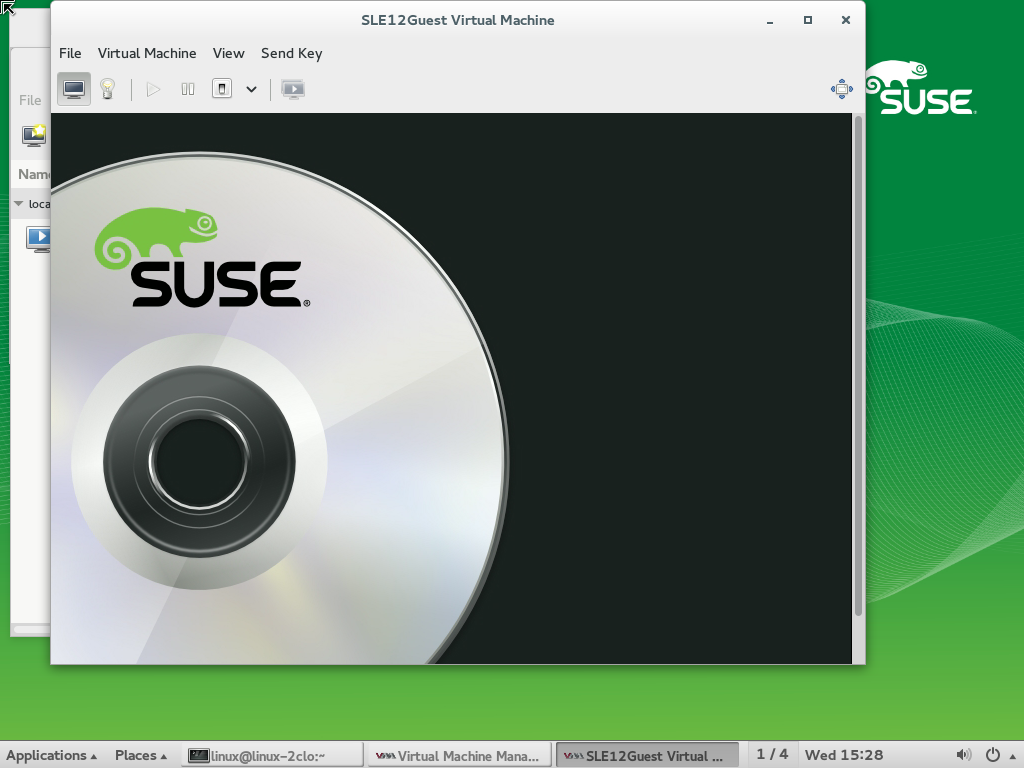 SLE12Guest Virtual Machine
File Virtual Machine View Send Key
File
SUSE
SUSE
Name
loca
Applications Places linux@linux-2clo:~ Virtual Machine Mana... SLE12Guest Virtual ... 1 / 4 Wed 15:28